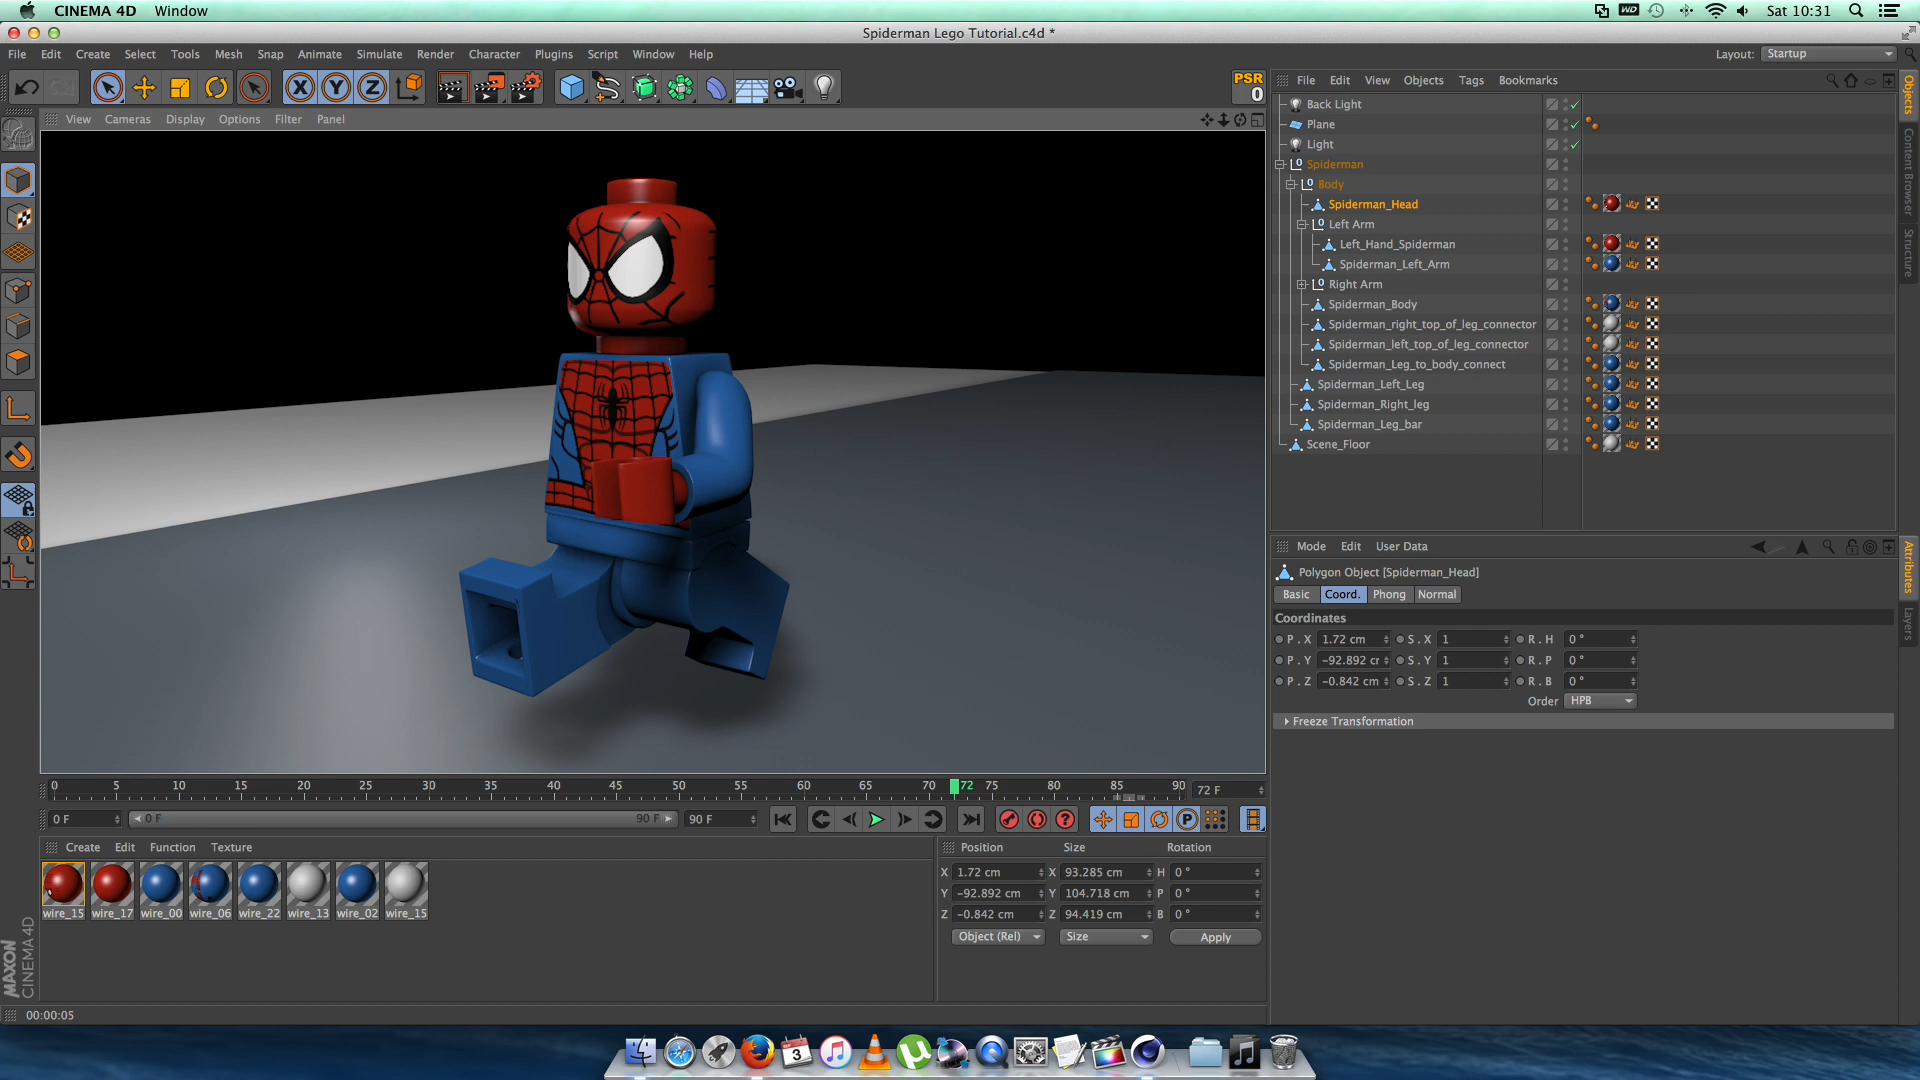 CINEMA 4D Window
Sat 10:31
Spiderman Lego Tutorial.c4d *
File Edit Create Select Tools Mesh Snap Animate Simulate Render Character Plugins Script Window Help
Layout: Startup
PSR
0
View Cameras Display Options Filter Panel
File Edit View Objects Tags Bookmarks
Back Light
Plane
Light
Spiderman
Body
Spiderman_Head
Left Arm
Left_Hand_Spiderman
Spiderman_Left_Arm
Right Arm
Spiderman_Body
Spiderman_right_top_of_leg_connector
Spiderman_left_top_of_leg_connector
Spiderman_Leg_to_body_connect
Spiderman_Left_Leg
Spiderman_Right_leg
Spiderman_Leg_bar
Scene_Floor
Objects
Content Browser
Structure
Mode Edit User Data
Polygon Object [Spiderman_Head]
Basic Coord. Phong Normal
Coordinates
P . X 1.72 cm S . X 1 R . H 0 °
P . Y -92.892 cr S . Y 1 R . P 0 °
P . Z -0.842 cm S . Z 1 R . B 0 °
Order HPB
Freeze Transformation
Attributes
Layers
0 5 10 15 20 25 30 35 40 45 50 55 60 65 70 72 75 80 85 90 72 F
0 F 0 F 90 F 90 F
Create Edit Function Texture
wire_15 wire_17 wire_00 wire_06 wire_22 wire_13 wire_02 wire_15
Position Size Rotation
X 1.72 cm X 93.285 cm H 0 °
Y -92.892 cm Y 104.718 cm P 0 °
Z -0.842 cm Z 94.419 cm B 0 °
Object (Rel) Size Apply
MAXON
CINEMA 4D
00:00:05
3